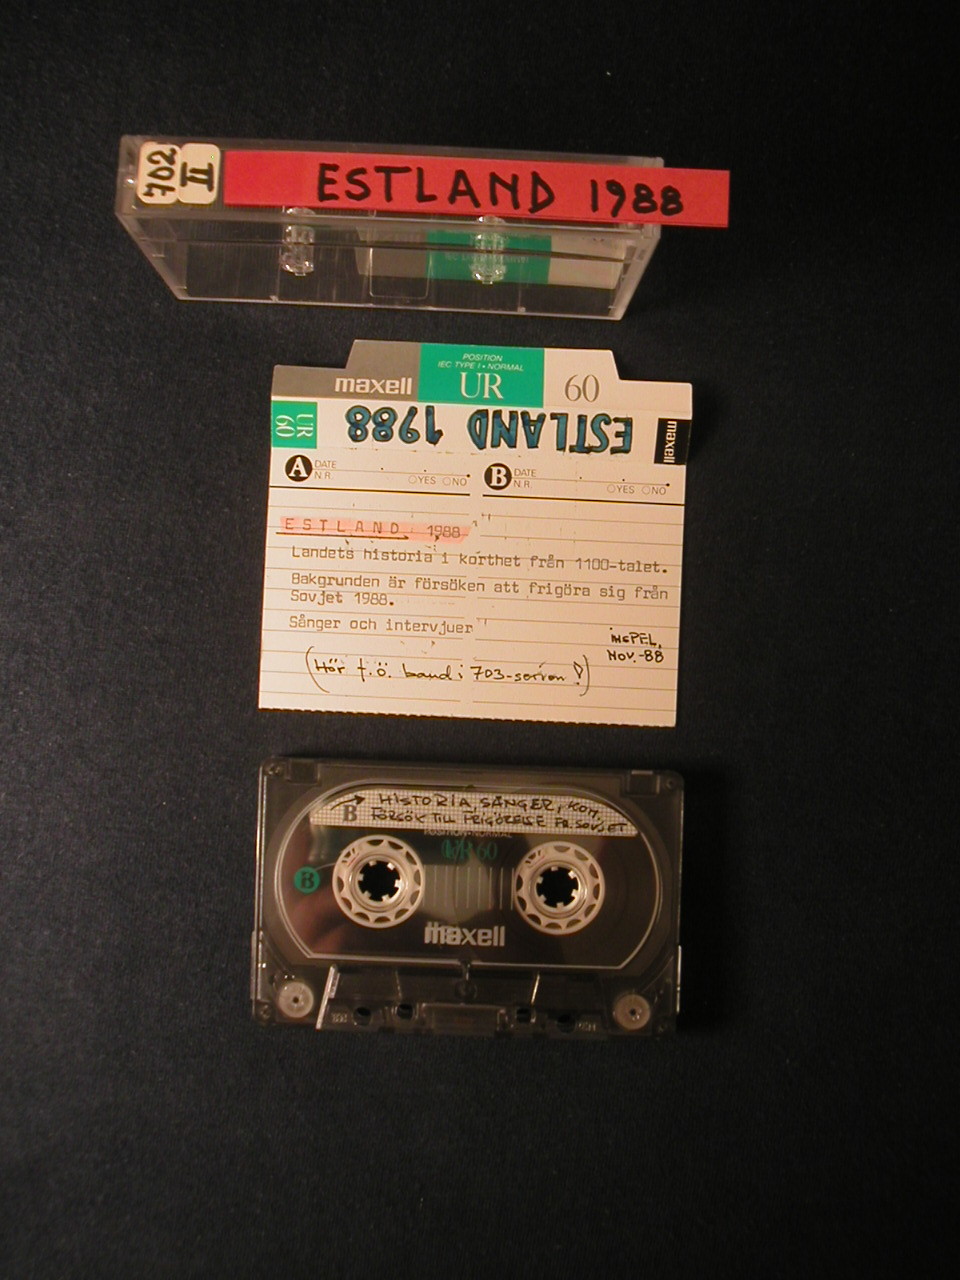 702
II
ESTLAND 1988
POSITION
IEC TYPE I • NORMAL
maxell UR 60
UR 60
ESTLAND 1988
maxell
A DATE
N.R. YES NO
B DATE
N.R. YES NO
ESTLAND 1988
Landets historia i korthet från 1100-talet.
Bakgrunden är försöken att frigöra sig från
Sovjet 1988.
Sånger och intervjuer
INSPEL,
NOV.-88
(Hör f.ö. band i 703-serien!)
HISTORIA, SÅNGER, KOM.
B FÖRSÖK TILL FRIGÖRELSE FR. SOVJET
UR 60
B
maxell